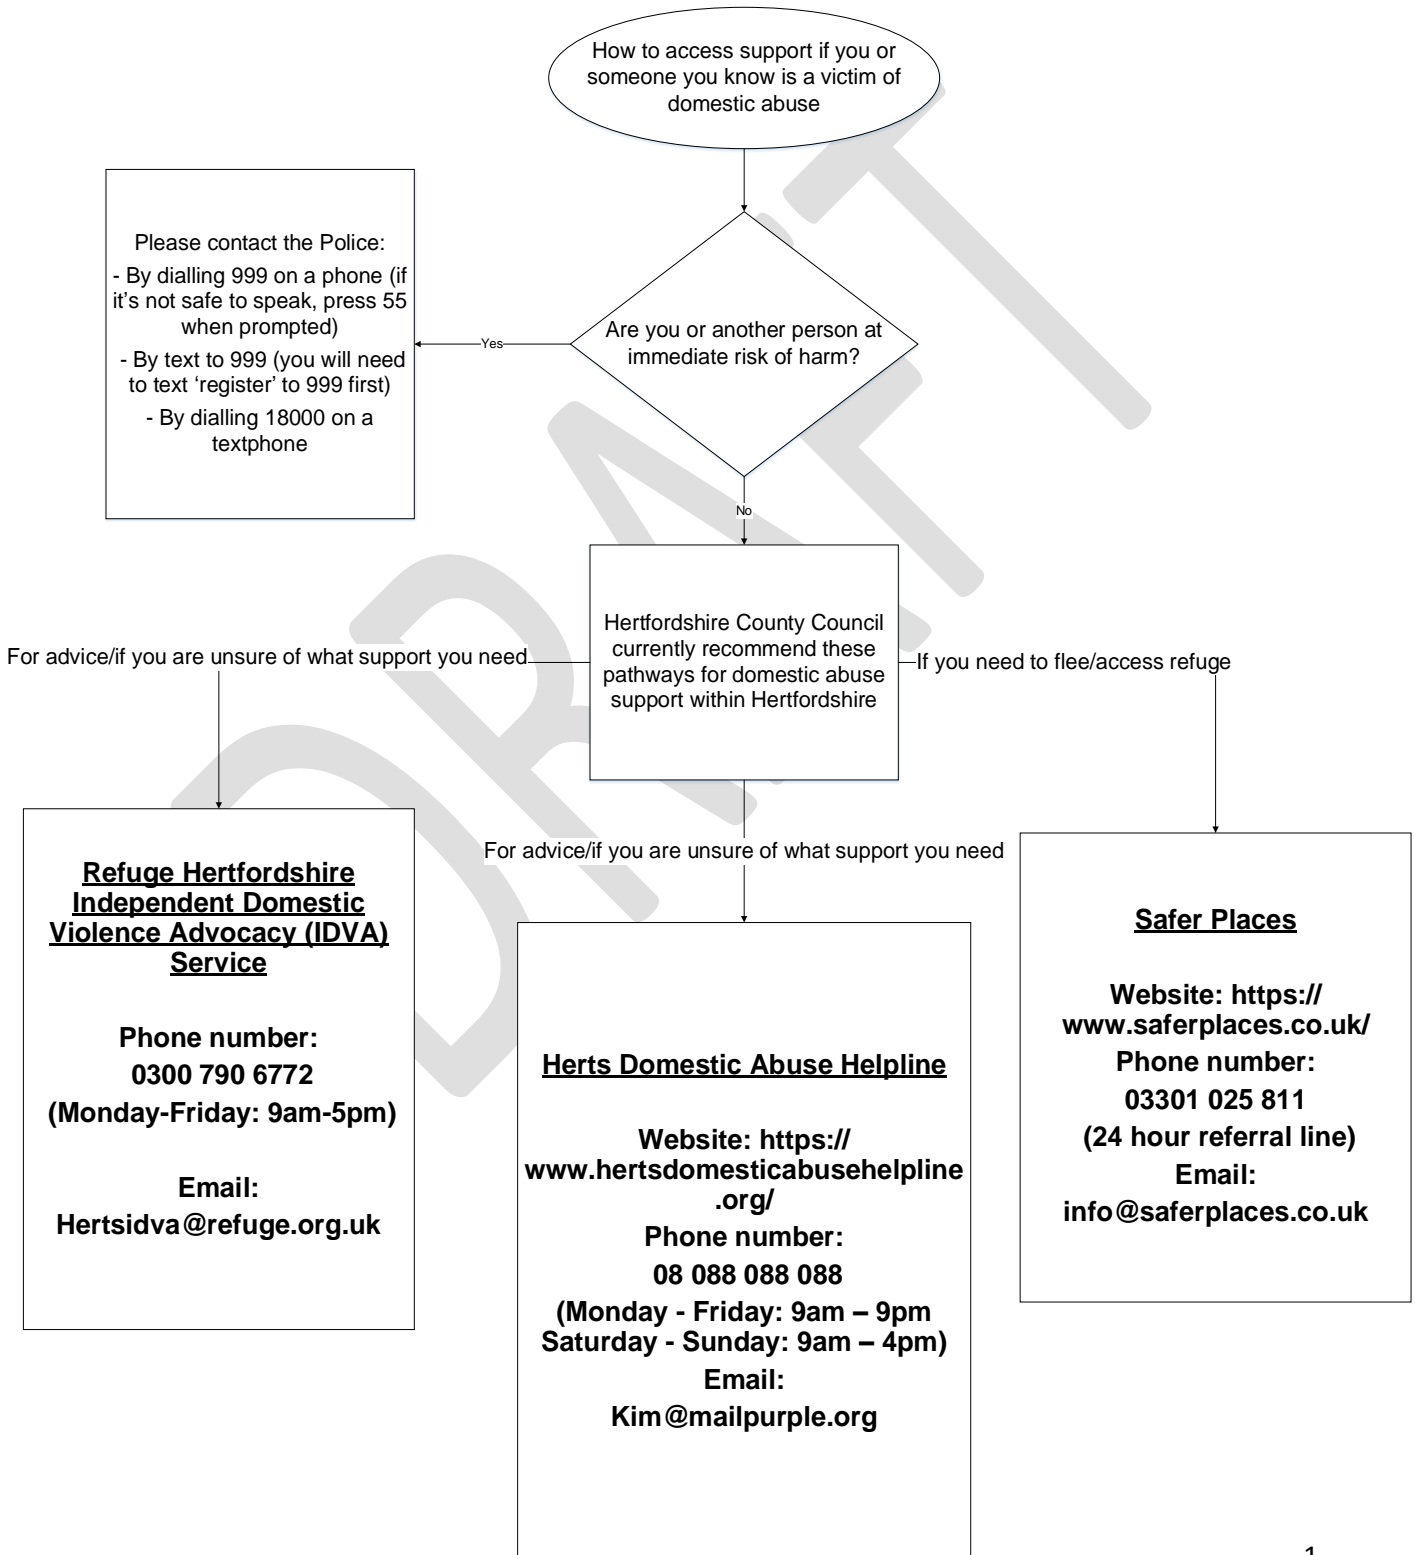 How to access support if you or
someone you know is a victim of
domestic abuse
Please contact the Police:
- By dialling 999 on a phone (if
it’s not safe to speak, press 55
when prompted)
- By text to 999 (you will need
to text ‘register’ to 999 first)
- By dialling 18000 on a
textphone
Yes
Are you or another person at
immediate risk of harm?
No
Hertfordshire County Council
currently recommend these
pathways for domestic abuse
support within Hertfordshire
For advice/if you are unsure of what support you need
If you need to flee/access refuge
For advice/if you are unsure of what support you need
Refuge Hertfordshire
Independent Domestic
Violence Advocacy (IDVA)
Service
Phone number:
0300 790 6772
(Monday-Friday: 9am-5pm)
Email:
Hertsidva@refuge.org.uk
Herts Domestic Abuse Helpline
Website: https://
www.hertsdomesticabusehelpline
.org/
Phone number:
08 088 088 088
(Monday - Friday: 9am – 9pm
Saturday - Sunday: 9am – 4pm)
Email:
Kim@mailpurple.org
Safer Places
Website: https://
www.saferplaces.co.uk/
Phone number:
03301 025 811
(24 hour referral line)
Email:
info@saferplaces.co.uk
DRAFT
1